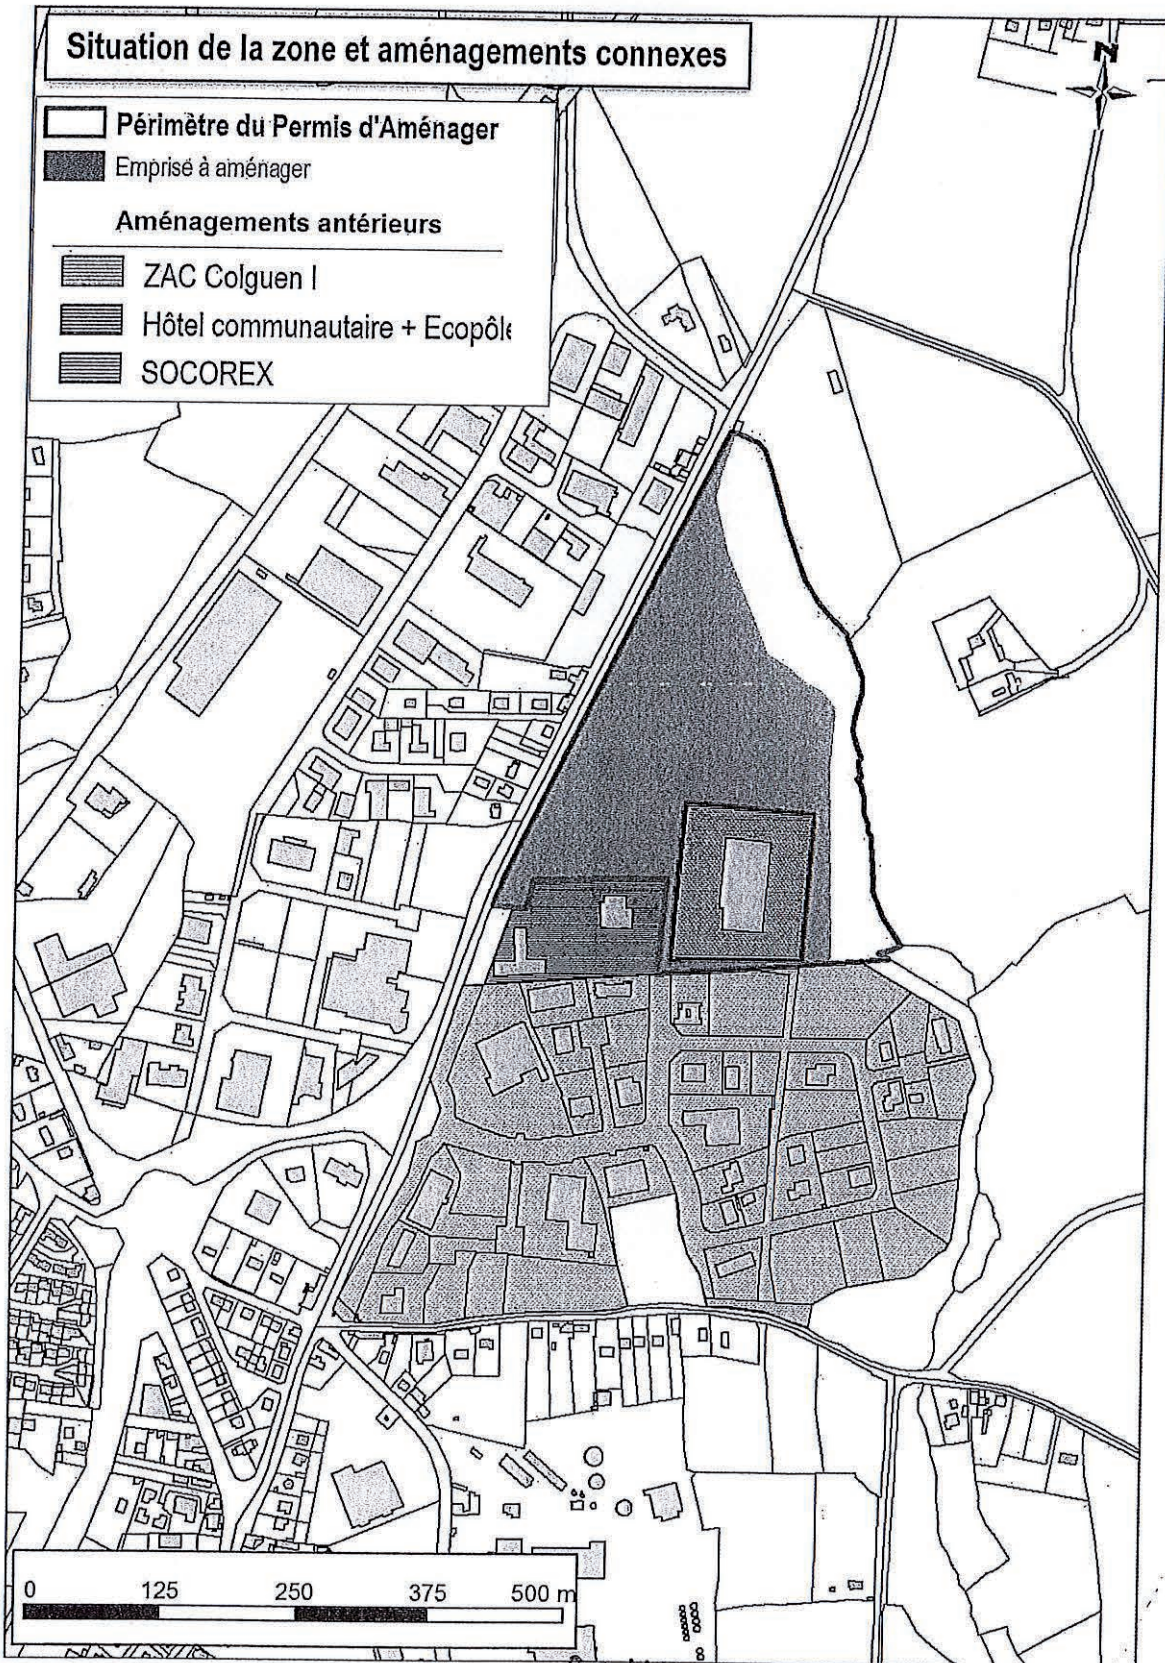 Situation de la zone et aménagements connexes
N
Périmètre du Permis d'Aménager
Emprise à aménager
Aménagements antérieurs
ZAC Colguen I
Hôtel communautaire + Ecopôle
SOCOREX
0 125 250 375 500 m